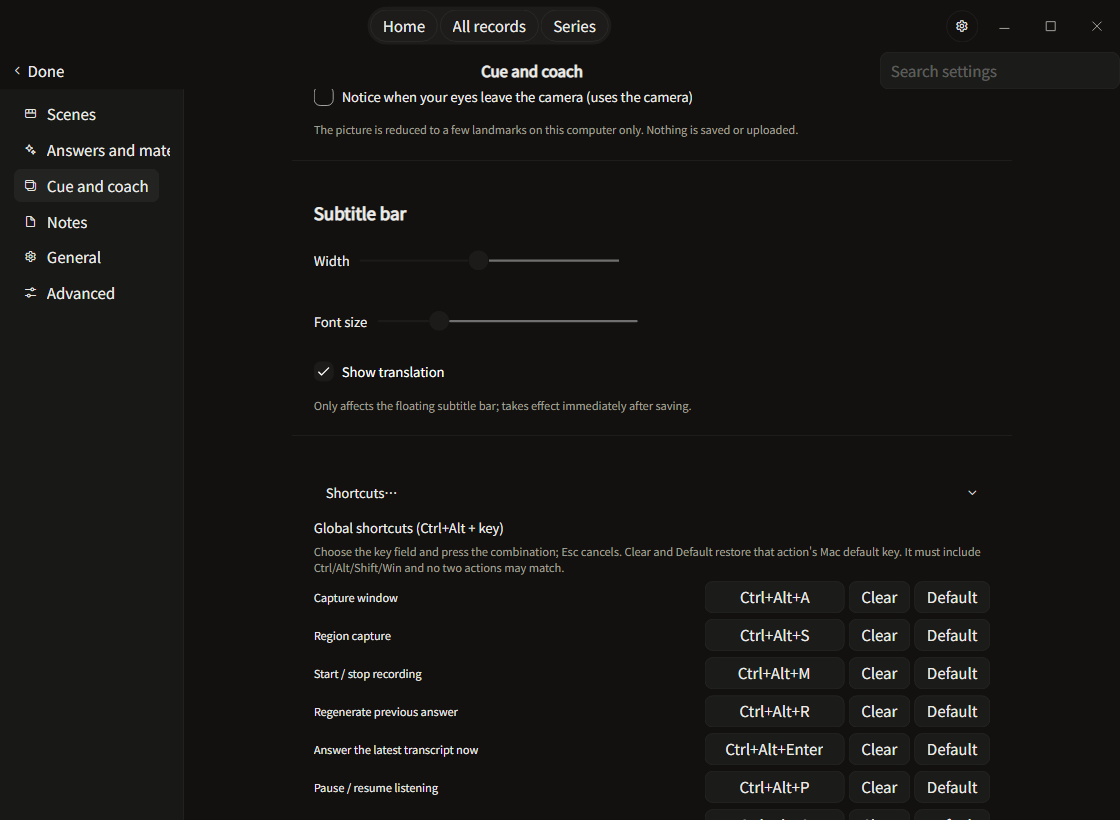 Home
All records
Series
Done
Cue and coach
Search settings
Scenes
Answers and mate
Cue and coach
Notes
General
Advanced
Notice when your eyes leave the camera (uses the camera)
The picture is reduced to a few landmarks on this computer only. Nothing is saved or uploaded.
Subtitle bar
Width
Font size
Show translation
Only affects the floating subtitle bar; takes effect immediately after saving.
Shortcuts···
Global shortcuts (Ctrl+Alt + key)
Choose the key field and press the combination; Esc cancels. Clear and Default restore that action's Mac default key. It must include
Ctrl/Alt/Shift/Win and no two actions may match.
Capture window Ctrl+Alt+A Clear Default
Region capture Ctrl+Alt+S Clear Default
Start / stop recording Ctrl+Alt+M Clear Default
Regenerate previous answer Ctrl+Alt+R Clear Default
Answer the latest transcript now Ctrl+Alt+Enter Clear Default
Pause / resume listening Ctrl+Alt+P Clear Default